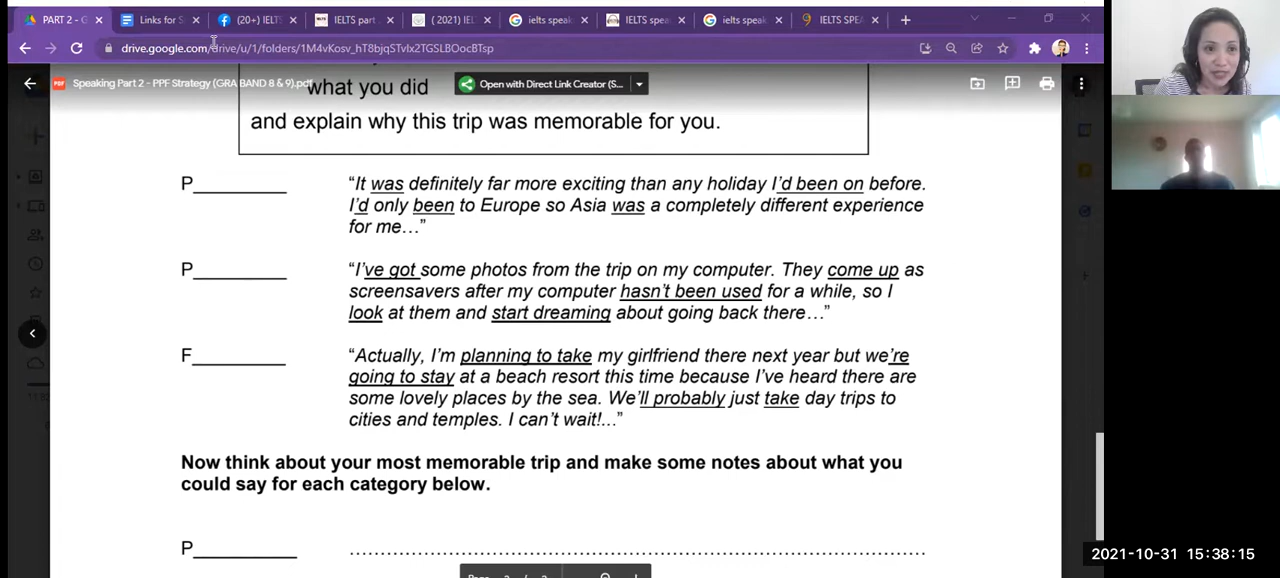 PART 2 - G
Links for S
(20+) IELTS
IELTS part
( 2021) IEL
ielts speak
IELTS spea
ielts speak
IELTS SPEA
drive.google.com/drive/u/1/folders/1M4vKosv_hT8bjqSTvlx2TGSLBOocBTsp
Speaking Part 2 - PPF Strategy (GRA BAND 8 & 9).pdf
Open with Direct Link Creator (S...
what you did
and explain why this trip was memorable for you.
P_________ "It was definitely far more exciting than any holiday I'd been on before.
I'd only been to Europe so Asia was a completely different experience
for me…"
P_________ "I've got some photos from the trip on my computer. They come up as
screensavers after my computer hasn't been used for a while, so I
look at them and start dreaming about going back there…"
F_________ "Actually, I'm planning to take my girlfriend there next year but we're
going to stay at a beach resort this time because I've heard there are
some lovely places by the sea. We'll probably just take day trips to
cities and temples. I can't wait!..."
Now think about your most memorable trip and make some notes about what you
could say for each category below.
P__________ ......................................................................................
2021-10-31 15:38:15